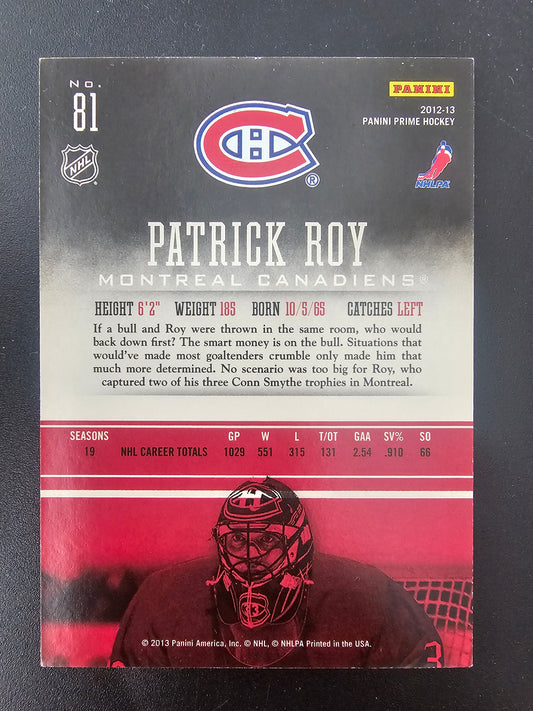 No.
81
PANINI
2012-13
PANINI PRIME HOCKEY
NHL
NHLPA
C H ®
PATRICK ROY
MONTREAL CANADIENS®
HEIGHT 6'2" WEIGHT 185 BORN 10/5/65 CATCHES LEFT
If a bull and Roy were thrown in the same room, who would
back down first? The smart money is on the bull. Situations that
would've made most goaltenders crumble only made him that
much more determined. No scenario was too big for Roy, who
captured two of his three Conn Smythe trophies in Montreal.
SEASONS GP W L T/OT GAA SV% SO
19 NHL CAREER TOTALS 1029 551 315 131 2.54 .910 66
33
3
© 2013 Panini America, Inc. © NHL, © NHLPA Printed in the USA.